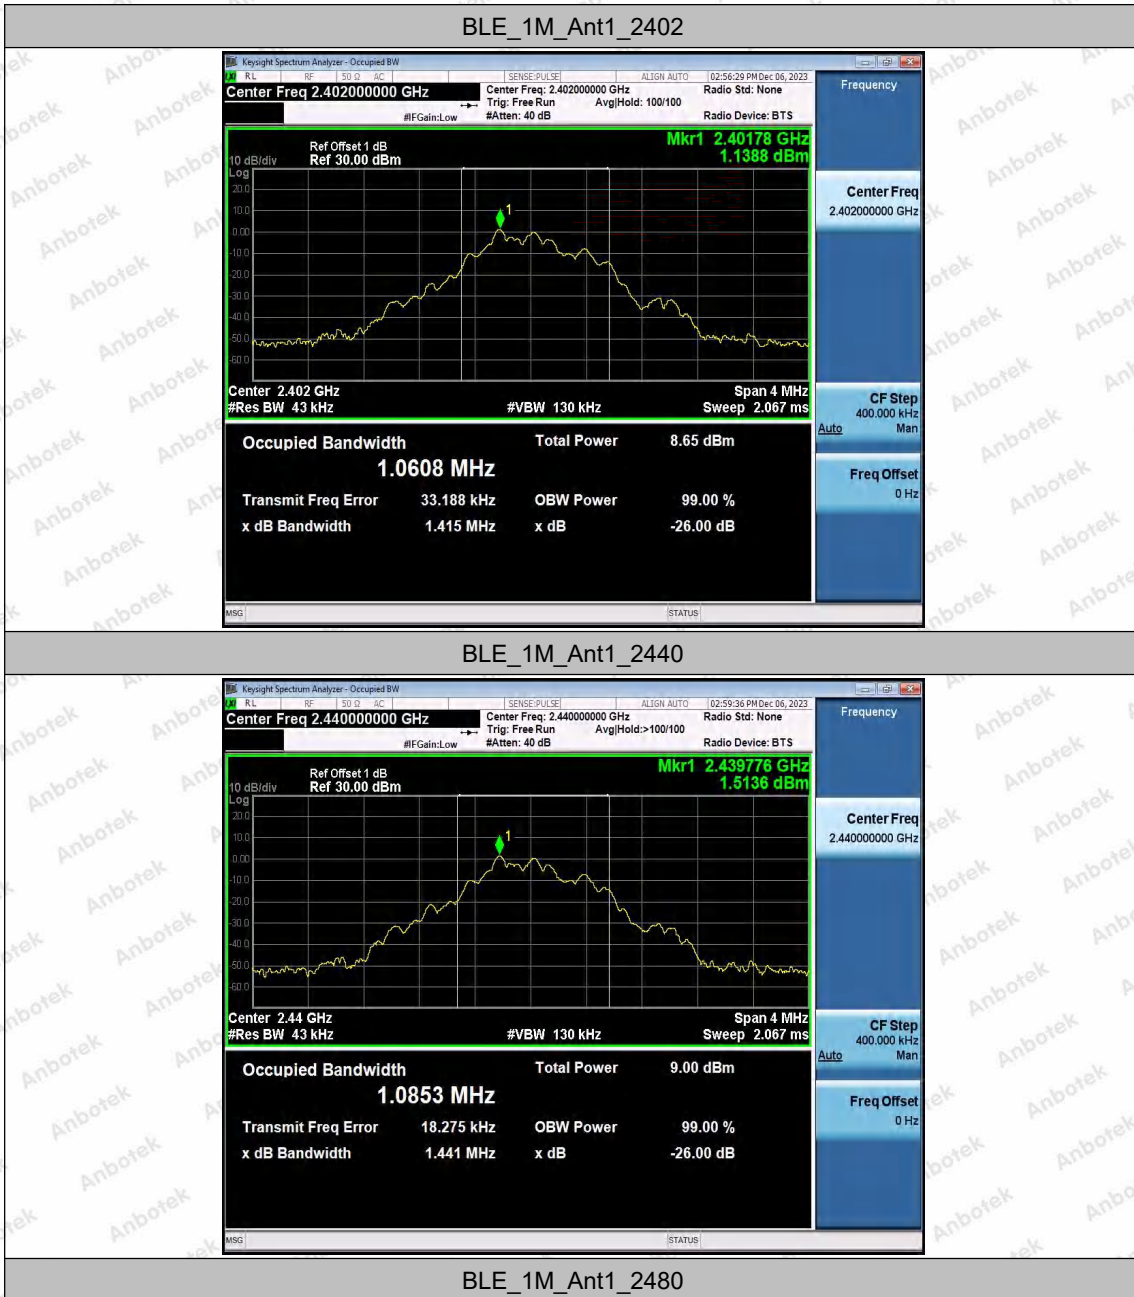 BLE_1M_Ant1_2402
Keysight Spectrum Analyzer - Occupied BW
LXI RL RF 50 Ω AC SENSE:PULSE ALIGN AUTO 02:56:29 PM Dec 06, 2023
Center Freq 2.402000000 GHz Center Freq: 2.402000000 GHz Radio Std: None Frequency
Trig: Free Run Avg|Hold: 100/100
#IFGain:Low #Atten: 40 dB Radio Device: BTS
Mkr1 2.40178 GHz
1.1388 dBm
Ref Offset 1 dB
10 dB/div Ref 30.00 dBm
Log
20.0
10.0
0.00
-10.0
-20.0
-30.0
-40.0
-50.0
-60.0
1
Center Freq
2.402000000 GHz
Center 2.402 GHz Span 4 MHz
#Res BW 43 kHz #VBW 130 kHz Sweep 2.067 ms
CF Step
400.000 kHz
Auto Man
Occupied Bandwidth Total Power 8.65 dBm
1.0608 MHz
Freq Offset
0 Hz
Transmit Freq Error 33.188 kHz OBW Power 99.00 %
x dB Bandwidth 1.415 MHz x dB -26.00 dB
MSG STATUS
BLE_1M_Ant1_2440
Keysight Spectrum Analyzer - Occupied BW
LXI RL RF 50 Ω AC SENSE:PULSE ALIGN AUTO 02:59:36 PM Dec 06, 2023
Center Freq 2.440000000 GHz Center Freq: 2.440000000 GHz Radio Std: None Frequency
Trig: Free Run Avg|Hold:>100/100
#IFGain:Low #Atten: 40 dB Radio Device: BTS
Mkr1 2.439776 GHz
1.5136 dBm
Ref Offset 1 dB
10 dB/div Ref 30.00 dBm
Log
20.0
10.0
0.00
-10.0
-20.0
-30.0
-40.0
-50.0
-60.0
1
Center Freq
2.440000000 GHz
Center 2.44 GHz Span 4 MHz
#Res BW 43 kHz #VBW 130 kHz Sweep 2.067 ms
CF Step
400.000 kHz
Auto Man
Occupied Bandwidth Total Power 9.00 dBm
1.0853 MHz
Freq Offset
0 Hz
Transmit Freq Error 18.275 kHz OBW Power 99.00 %
x dB Bandwidth 1.441 MHz x dB -26.00 dB
MSG STATUS
BLE_1M_Ant1_2480